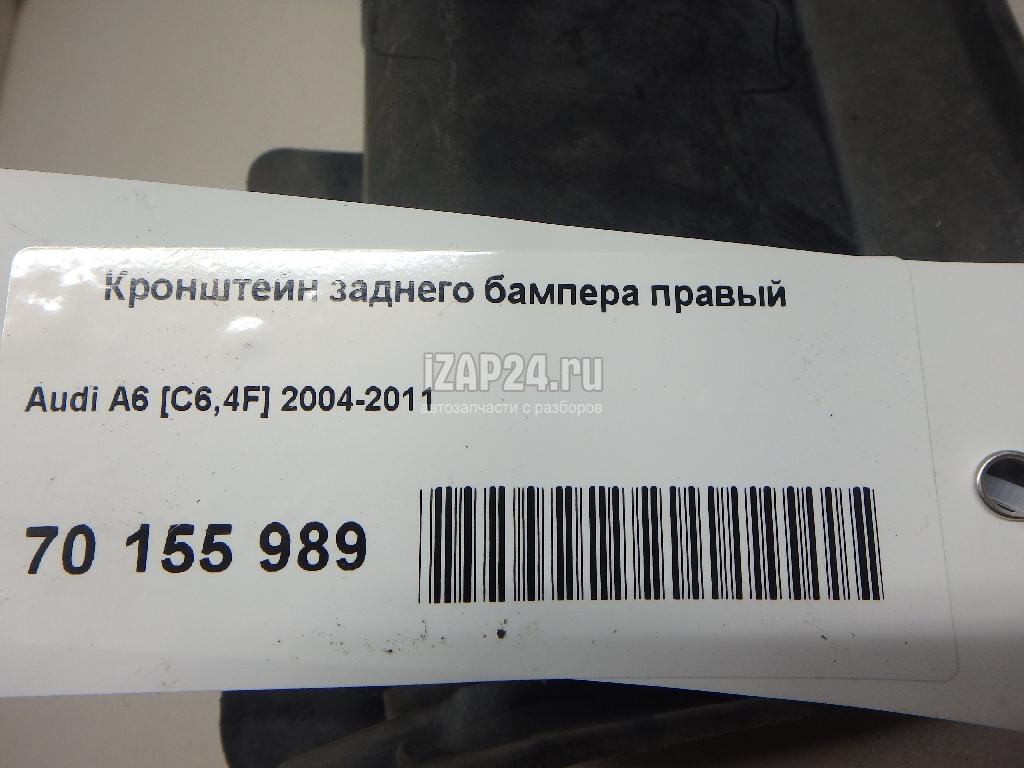 Кронштейн заднего бампера правый
iZAP24.ru
Audi A6 [C6,4F] 2004-2011
автозапчасти с разборов
70 155 989